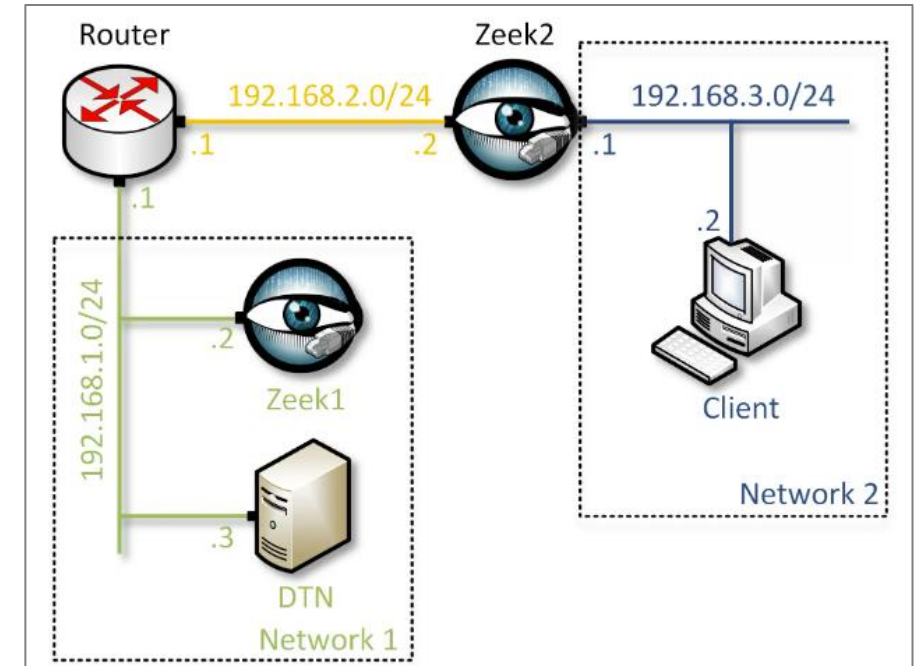 Router
Zeek2
192.168.2.0/24
192.168.3.0/24
.1
.2
.1
.1
.2
192.168.1.0/24
.2
Zeek1
Client
.3
DTN
Network 2
Network 1